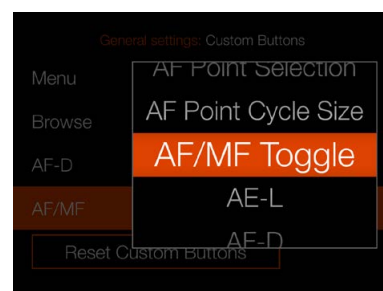 General settings: Custom Buttons
Menu
Browse
AF-D
AF/MF
Reset Custom Buttons
AF Point Selection
AF Point Cycle Size
AF/MF Toggle
AE-L
AF-D